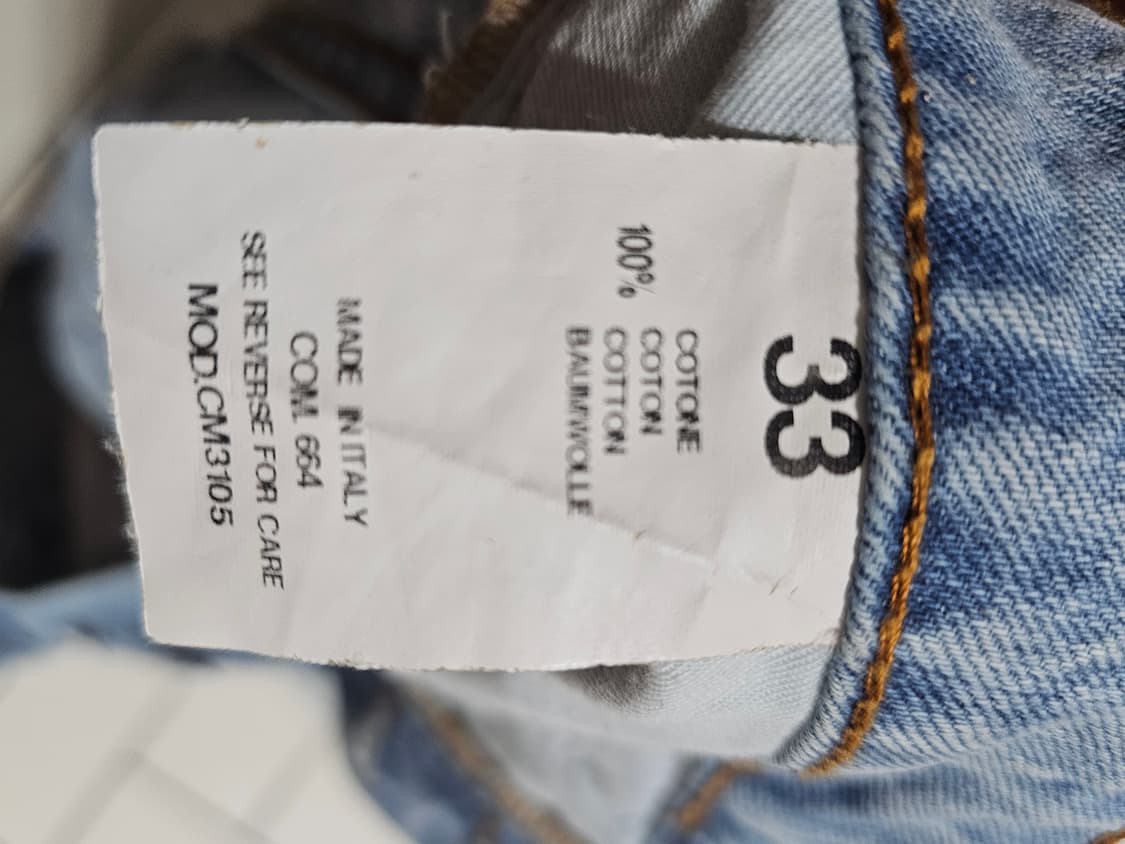 33
COTONE
COTON
100% COTTON
BAUMWOLLE
MADE IN ITALY
COM. 664
SEE REVERSE FOR CARE
MOD.CM3105